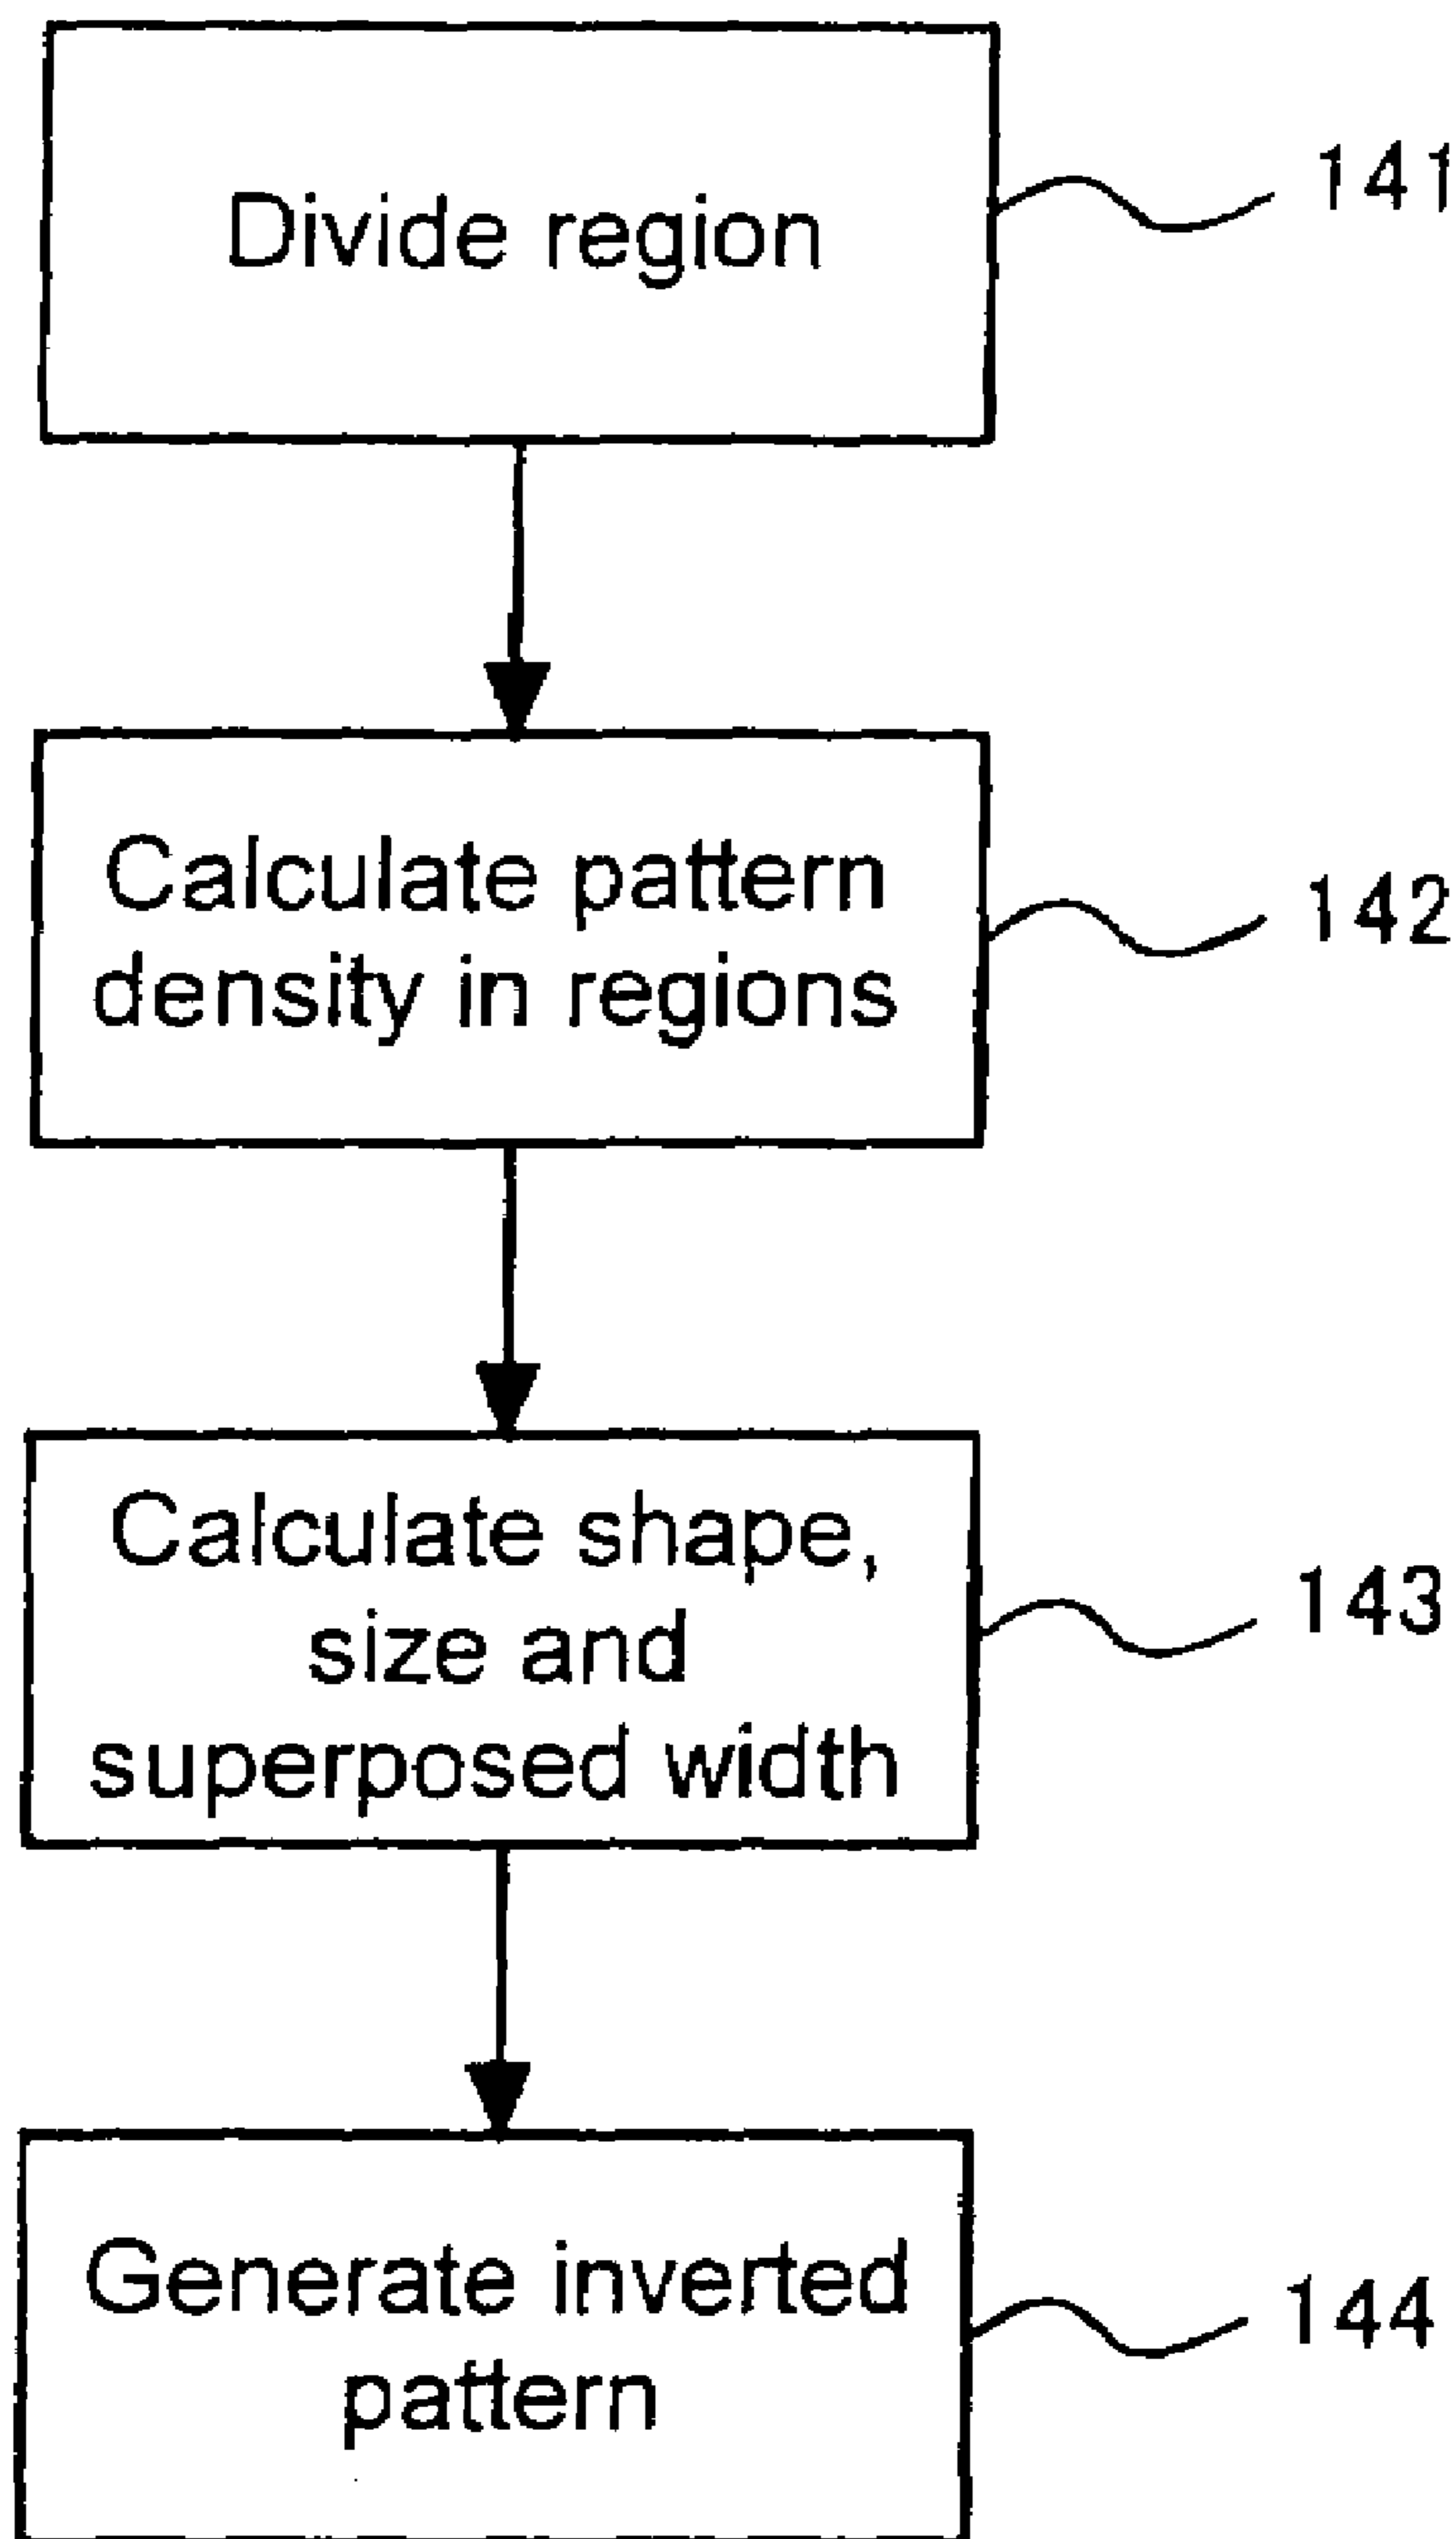 Divide region
141
Calculate pattern
density in regions
142
Calculate shape,
size and
superposed width
143
Generate inverted
pattern
144